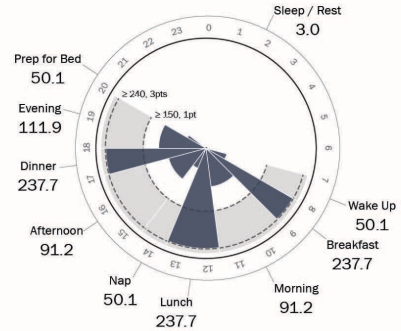 Sleep / Rest
3.0
0
1
2
3
4
5
6
7
8
9
10
11
12
13
14
15
16
17
18
19
20
21
22
23
≥ 240, 3pts
≥ 150, 1pt
Wake Up
50.1
Breakfast
237.7
Morning
91.2
Lunch
237.7
Nap
50.1
Afternoon
91.2
Dinner
237.7
Evening
111.9
Prep for Bed
50.1